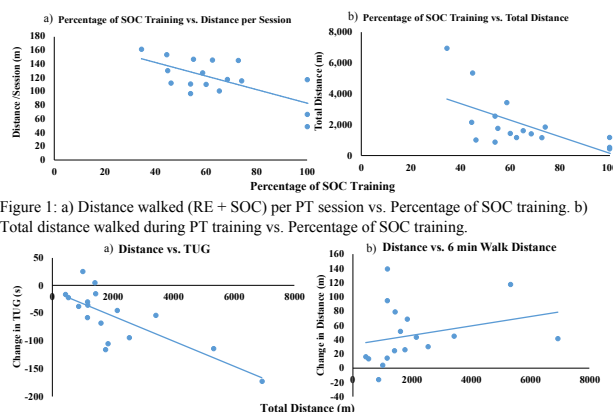 a) Percentage of SOC Training vs. Distance per Session
b) Percentage of SOC Training vs. Total Distance
Distance /Session (m)
180
160
140
120
100
80
60
40
20
0
0 20 40 60 80 100
Total Distance (m)
8,000
6,000
4,000
2,000
0
0 20 40 60 80 100
Percentage of SOC Training
Figure 1: a) Distance walked (RE + SOC) per PT session vs. Percentage of SOC training. b)
Total distance walked during PT training vs. Percentage of SOC training.
a) Distance vs. TUG
b) Distance vs. 6 min Walk Distance
Change in TUG (s)
50
0
-50
-100
-150
-200
0 2000 4000 6000 8000
Change in Distance (m)
160
140
120
100
80
60
40
20
0
-20
-40
0 2000 4000 6000 8000
Total Distance (m)